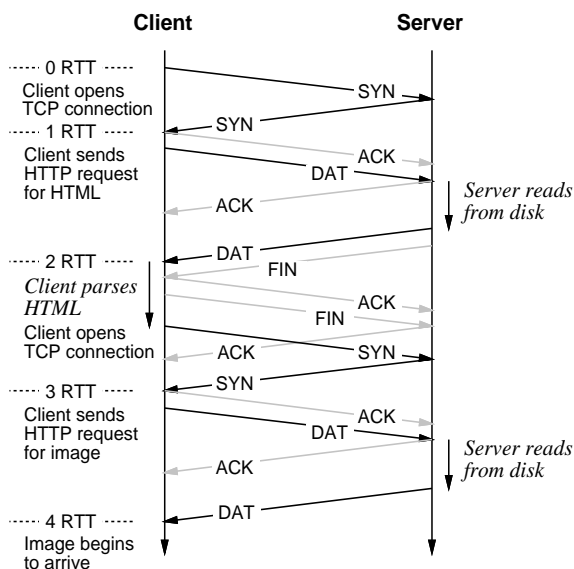 Client Server
0 RTT
Client opens
TCP connection
SYN
SYN
1 RTT
ACK
Client sends
HTTP request
for HTML
DAT
ACK
Server reads
from disk
DAT
2 RTT
FIN
Client parses
HTML
ACK
FIN
Client opens
TCP connection
ACK
SYN
SYN
3 RTT
Client sends
HTTP request
for image
ACK
DAT
ACK
Server reads
from disk
DAT
4 RTT
Image begins
to arrive